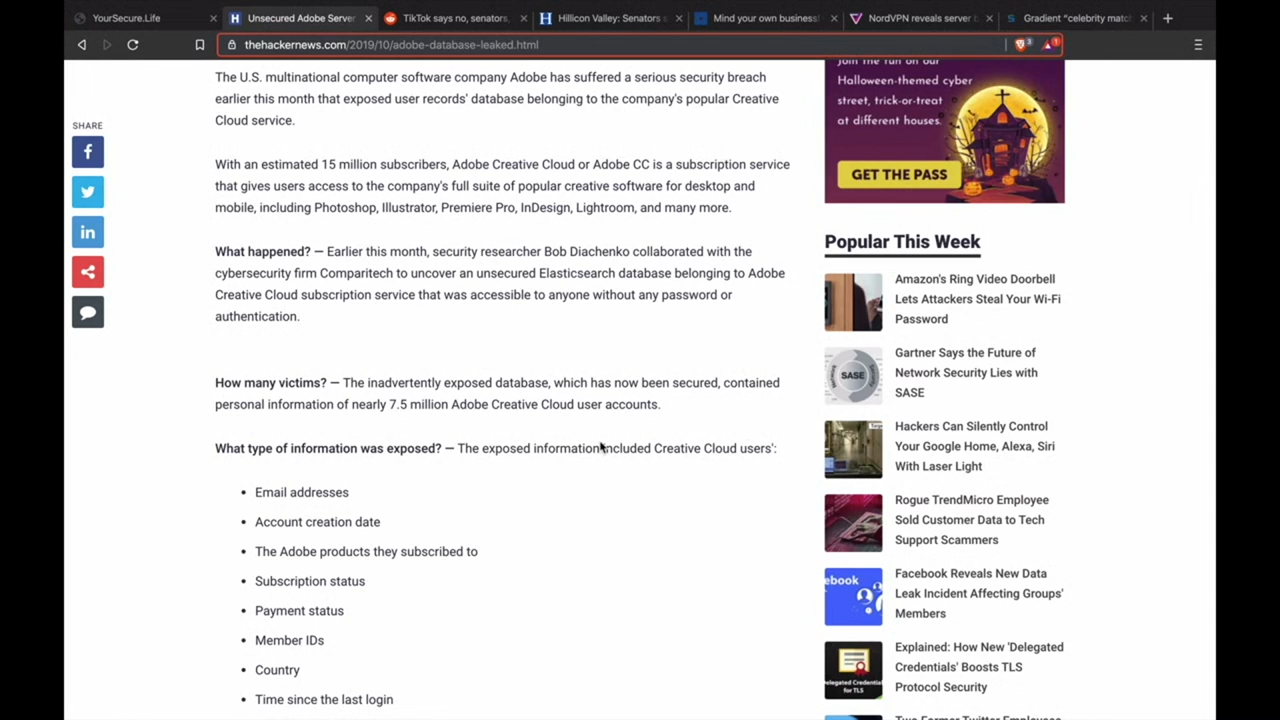 YourSecure.Life
Unsecured Adobe Server
TikTok says no, senators,
Hillicon Valley: Senators
Mind your own business!
NordVPN reveals server
Gradient "celebrity matc
thehackernews.com/2019/10/adobe-database-leaked.html
3
1
The U.S. multinational computer software company Adobe has suffered a serious security breach
earlier this month that exposed user records' database belonging to the company's popular Creative
Cloud service.
SHARE
With an estimated 15 million subscribers, Adobe Creative Cloud or Adobe CC is a subscription service
that gives users access to the company's full suite of popular creative software for desktop and
mobile, including Photoshop, Illustrator, Premiere Pro, InDesign, Lightroom, and many more.
What happened? — Earlier this month, security researcher Bob Diachenko collaborated with the
cybersecurity firm Comparitech to uncover an unsecured Elasticsearch database belonging to Adobe
Creative Cloud subscription service that was accessible to anyone without any password or
authentication.
How many victims? — The inadvertently exposed database, which has now been secured, contained
personal information of nearly 7.5 million Adobe Creative Cloud user accounts.
What type of information was exposed? — The exposed information included Creative Cloud users':
• Email addresses
• Account creation date
• The Adobe products they subscribed to
• Subscription status
• Payment status
• Member IDs
• Country
• Time since the last login
Join the fun on our
Halloween-themed cyber
street, trick-or-treat
at different houses.
GET THE PASS
Popular This Week
Amazon's Ring Video Doorbell
Lets Attackers Steal Your Wi-Fi
Password
SASE
Gartner Says the Future of
Network Security Lies with
SASE
Hackers Can Silently Control
Your Google Home, Alexa, Siri
With Laser Light
Rogue TrendMicro Employee
Sold Customer Data to Tech
Support Scammers
ebook
Facebook Reveals New Data
Leak Incident Affecting Groups'
Members
Delegated Credential
for TLS
Explained: How New 'Delegated
Credentials' Boosts TLS
Protocol Security
Two Former Twitter Employees